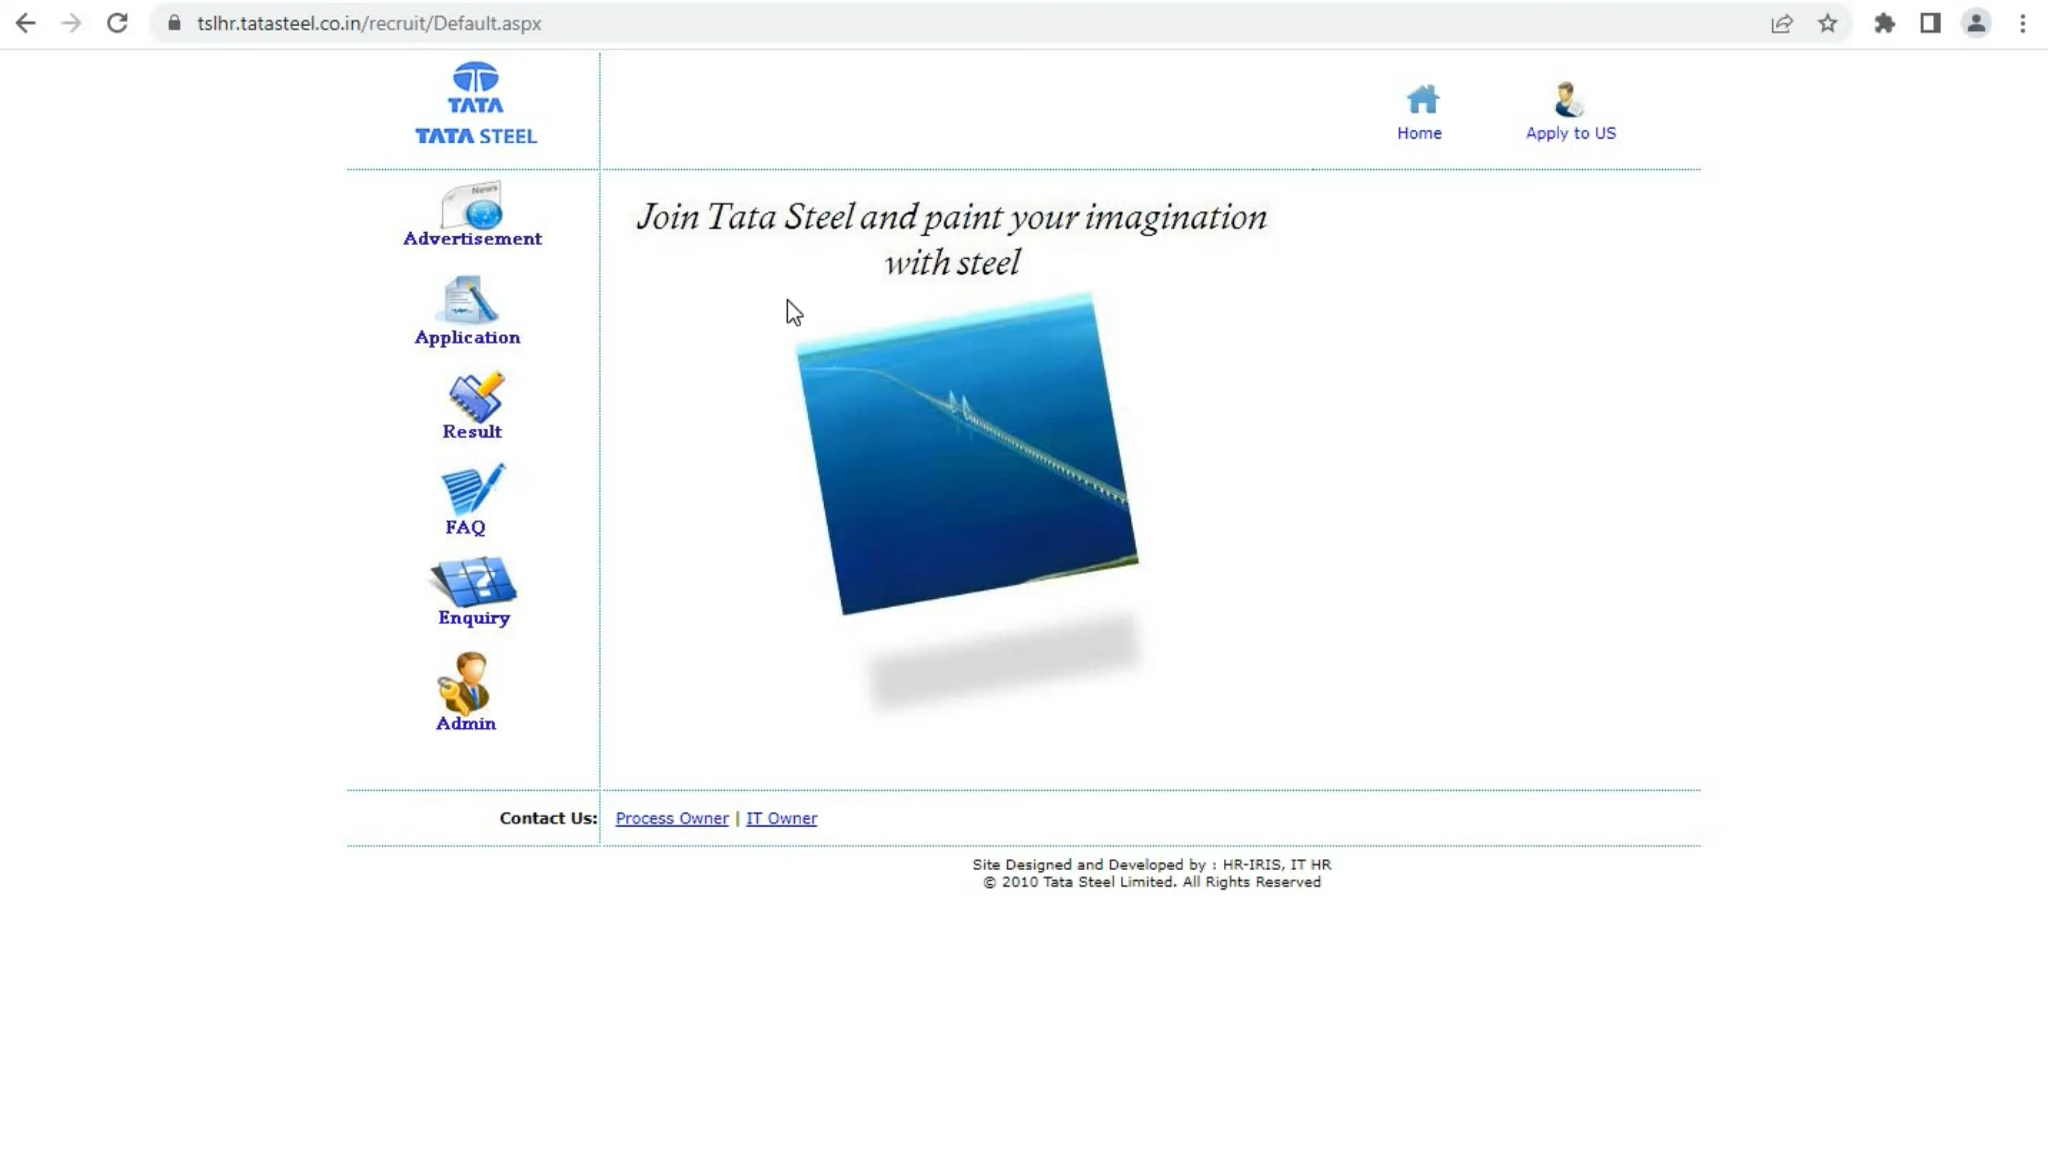 tslhr.tatasteel.co.in/recruit/Default.aspx
TATA
TATA STEEL
Home
Apply to US
News
Advertisement
Application
Result
FAQ
Enquiry
Admin
Join Tata Steel and paint your imagination
with steel
Contact Us: Process Owner | IT Owner
Site Designed and Developed by : HR-IRIS, IT HR
© 2010 Tata Steel Limited. All Rights Reserved